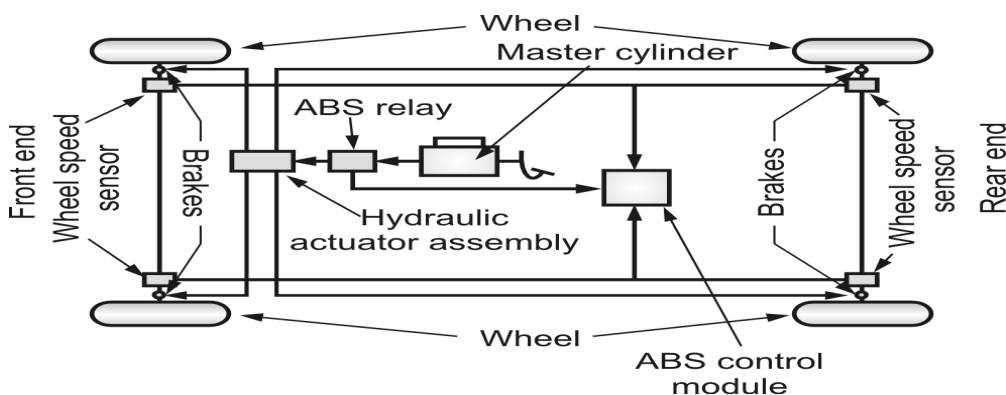 Wheel
Master cylinder
ABS relay
Front end
Wheel speed
sensor
Brakes
Hydraulic
actuator assembly
Brakes
Wheel speed
sensor
Rear end
Wheel
ABS control
module